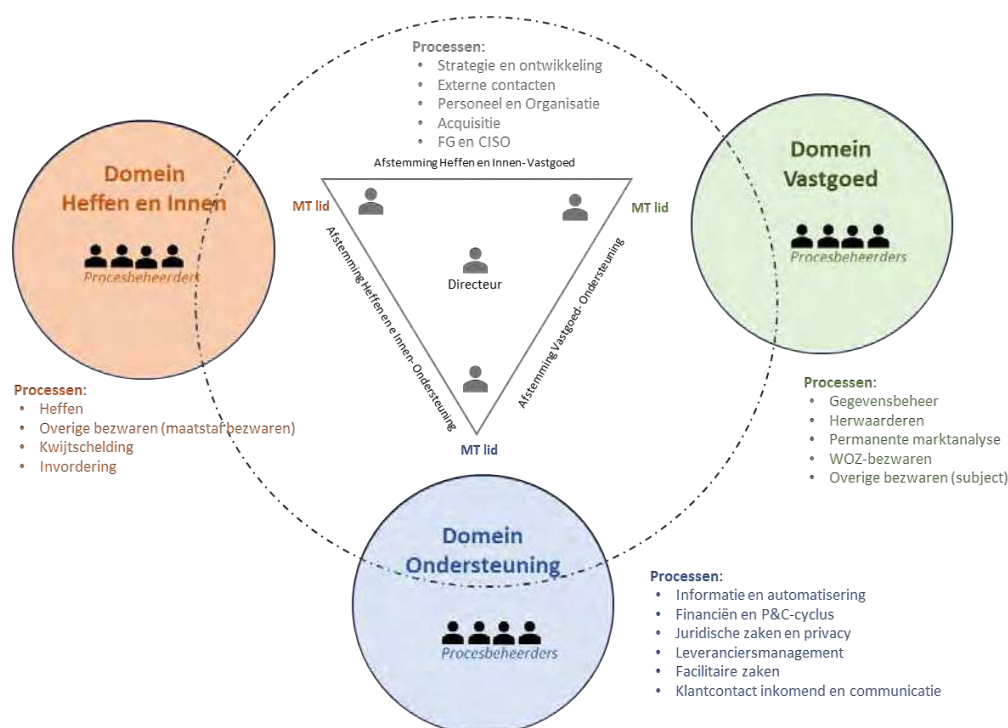 Processen:
• Strategie en ontwikkeling
• Externe contacten
• Personeel en Organisatie
• Acquisitie
• FG en CISO
Afstemming Heffen en Innen- Vastgoed
Domein
Heffen en Innen
Procesbeheerders
MT lid
MT lid
Domein
Vastgoed
Procesbeheerders
Directeur
Afstemming Heffen en e Innen- Ondersteuning
Afstemming Vastgoed- Ondersteuning
MT lid
Processen:
• Heffen
• Overige bezwaren (maatstaf bezwaren)
• Kwijtschelding
• Invordering
Processen:
• Gegevensbeheer
• Herwaarderen
• Permanente marktanalyse
• WOZ-bezwaren
• Overige bezwaren (subject)
Domein
Ondersteuning
Procesbeheerders
Processen:
• Informatie en automatisering
• Financiën en P&C-cyclus
• Juridische zaken en privacy
• Leveranciersmanagement
• Facilitaire zaken
• Klantcontact inkomend en communicatie